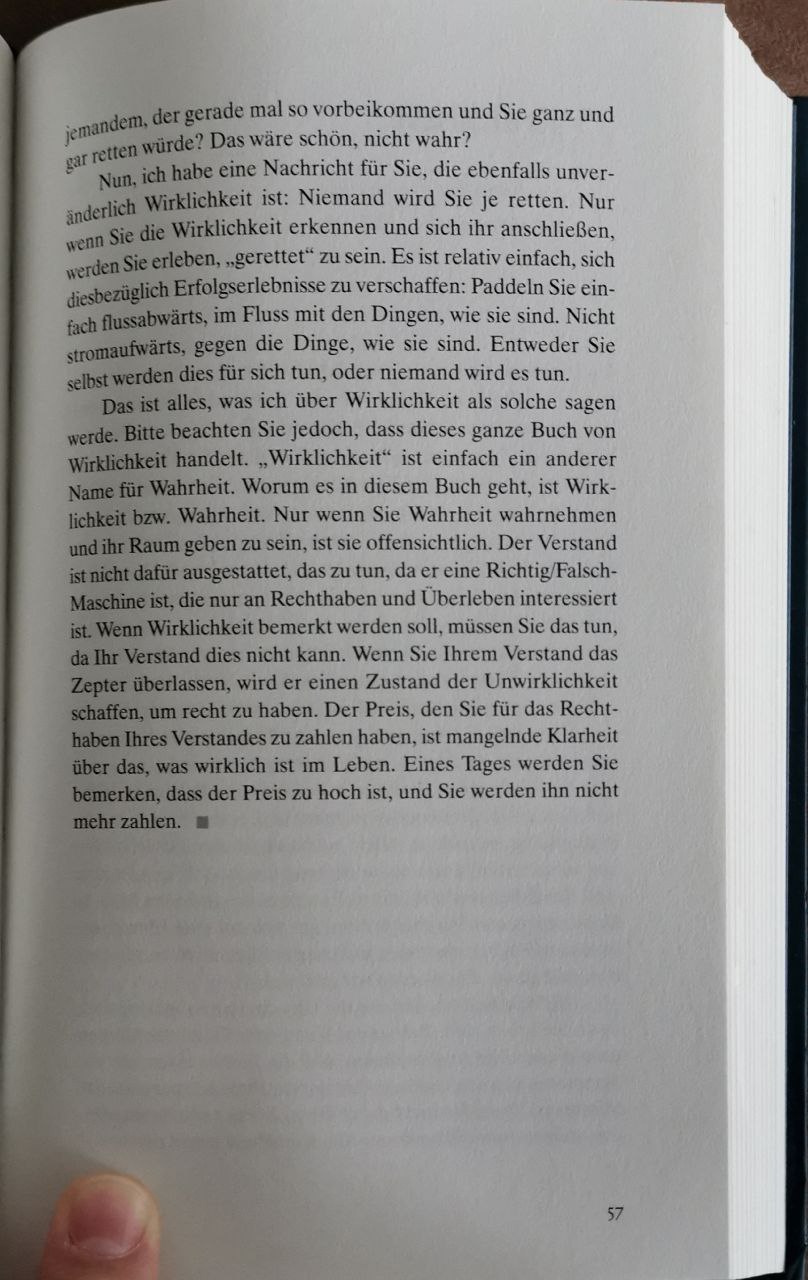 jemandem, der gerade mal so vorbeikommen und Sie ganz und
gar retten würde? Das wäre schön, nicht wahr?
Nun, ich habe eine Nachricht für Sie, die ebenfalls unver-
änderlich Wirklichkeit ist: Niemand wird Sie je retten. Nur
wenn Sie die Wirklichkeit erkennen und sich ihr anschließen,
werden Sie erleben, „gerettet“ zu sein. Es ist relativ einfach, sich
diesbezüglich Erfolgserlebnisse zu verschaffen: Paddeln Sie ein-
fach flussabwärts, im Fluss mit den Dingen, wie sie sind. Nicht
stromaufwärts, gegen die Dinge, wie sie sind. Entweder Sie
selbst werden dies für sich tun, oder niemand wird es tun.
Das ist alles, was ich über Wirklichkeit als solche sagen
werde. Bitte beachten Sie jedoch, dass dieses ganze Buch von
Wirklichkeit handelt. „Wirklichkeit“ ist einfach ein anderer
Name für Wahrheit. Worum es in diesem Buch geht, ist Wirk-
lichkeit bzw. Wahrheit. Nur wenn Sie Wahrheit wahrnehmen
und ihr Raum geben zu sein, ist sie offensichtlich. Der Verstand
ist nicht dafür ausgestattet, das zu tun, da er eine Richtig/Falsch-
Maschine ist, die nur an Rechthaben und Überleben interessiert
ist. Wenn Wirklichkeit bemerkt werden soll, müssen Sie das tun,
da Ihr Verstand dies nicht kann. Wenn Sie Ihrem Verstand das
Zepter überlassen, wird er einen Zustand der Unwirklichkeit
schaffen, um recht zu haben. Der Preis, den Sie für das Recht-
haben Ihres Verstandes zu zahlen haben, ist mangelnde Klarheit
über das, was wirklich ist im Leben. Eines Tages werden Sie
bemerken, dass der Preis zu hoch ist, und Sie werden ihn nicht
mehr zahlen. ■
57